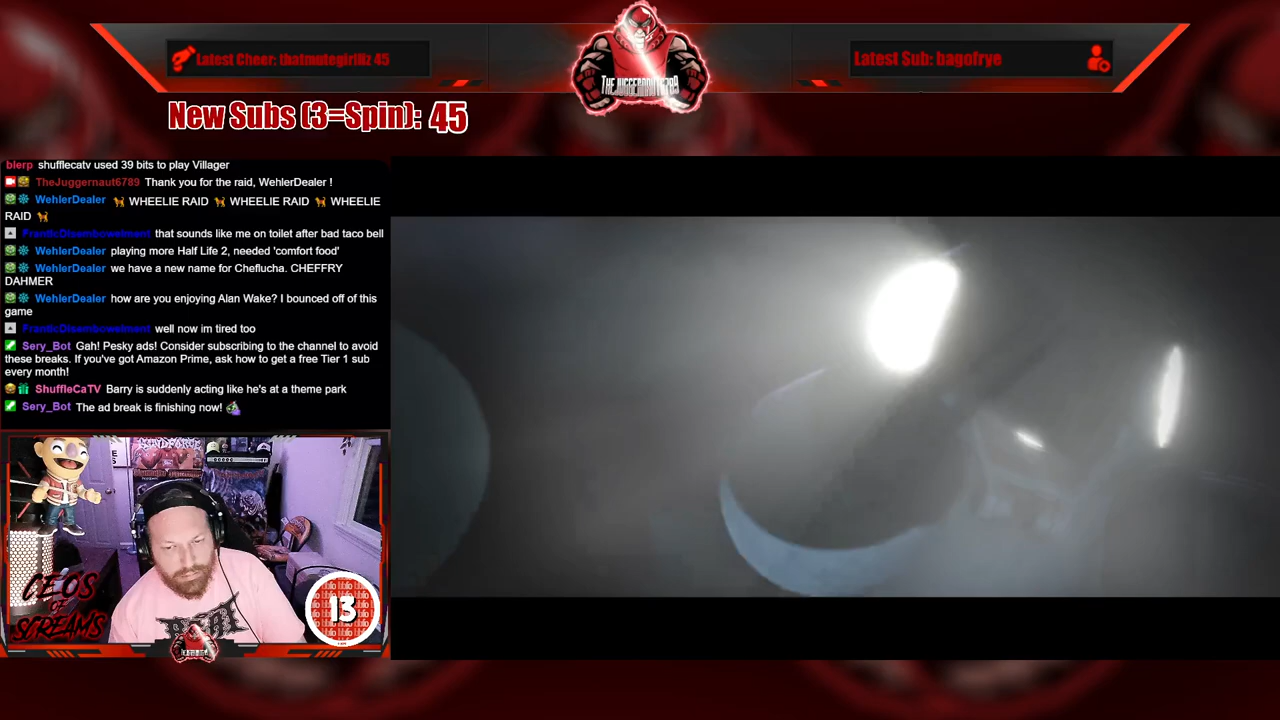 Latest Cheer: thatmutegirlliz 45
THEJUGGERNAUT6789
Latest Sub: bagofrye
New Subs (3=Spin): 45
blerp shufflecatv used 39 bits to play Villager
TheJuggernaut6789 Thank you for the raid, WehlerDealer !
WehlerDealer WHEELIE RAID WHEELIE RAID WHEELIE
RAID
FranticDisembowelment that sounds like me on toilet after bad taco bell
WehlerDealer playing more Half Life 2, needed 'comfort food'
WehlerDealer we have a new name for Cheflucha. CHEFFRY
DAHMER
WehlerDealer how are you enjoying Alan Wake? I bounced off of this
game
FranticDisembowelment well now im tired too
Sery_Bot Gah! Pesky ads! Consider subscribing to the channel to avoid
these breaks. If you've got Amazon Prime, ask how to get a free Tier 1 sub
every month!
ShuffleCaTV Barry is suddenly acting like he's at a theme park
Sery_Bot The ad break is finishing now!
CEOS
OF
SCREAMS
13